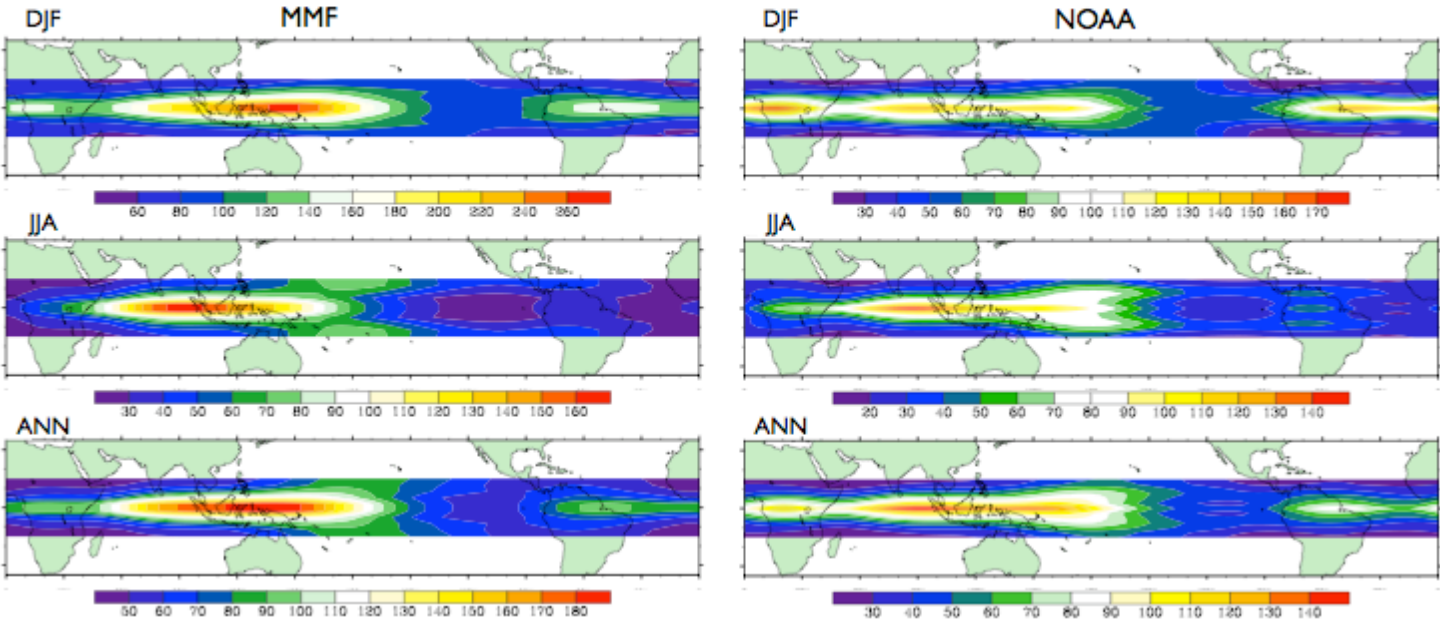 DJF MMF
60 80 100 120 140 160 180 200 220 240 260
JJA
30 40 50 60 70 80 90 100 110 120 130 140 150 160
ANN
50 60 70 80 90 100 110 120 130 140 150 160 170 180
DJF NOAA
30 40 50 60 70 80 90 100 110 120 130 140 150 160 170
JJA
20 30 40 50 60 70 80 90 100 110 120 130 140
ANN
30 40 50 60 70 80 90 100 110 120 130 140